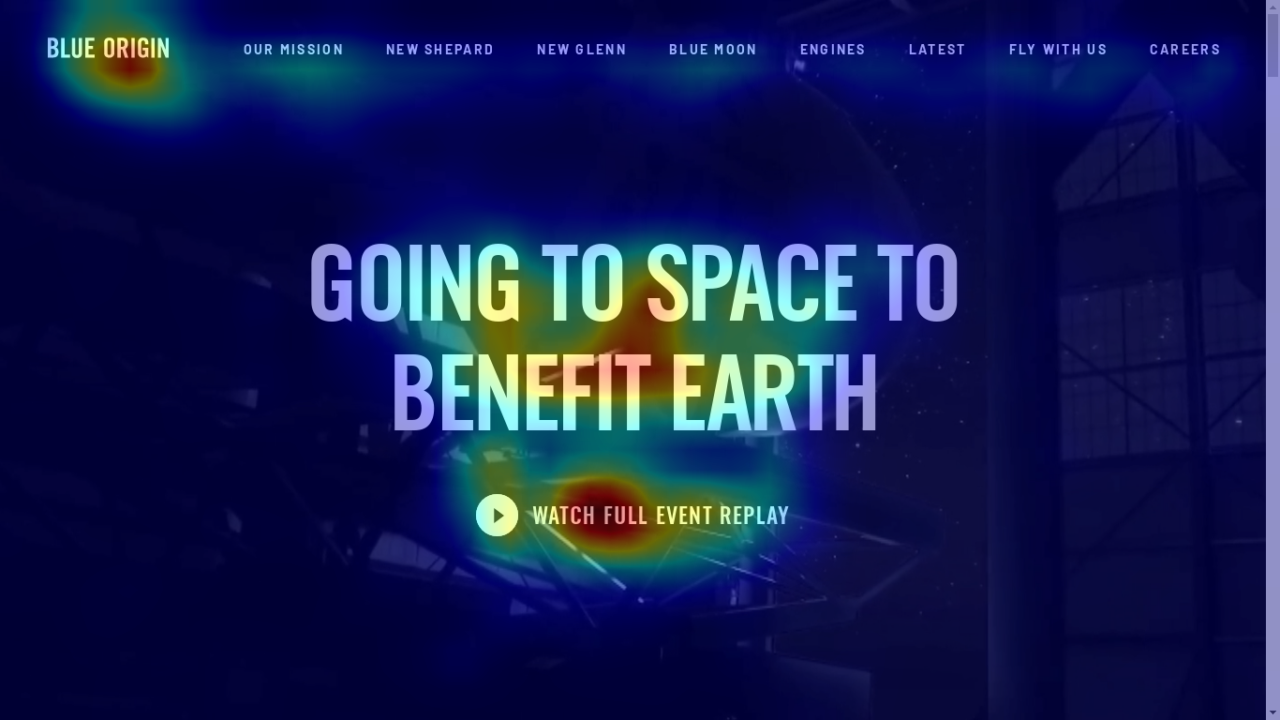 BLUE ORIGIN
OUR MISSION NEW SHEPARD NEW GLENN BLUE MOON ENGINES LATEST FLY WITH US CAREERS
GOING TO SPACE TO
BENEFIT EARTH
WATCH FULL EVENT REPLAY